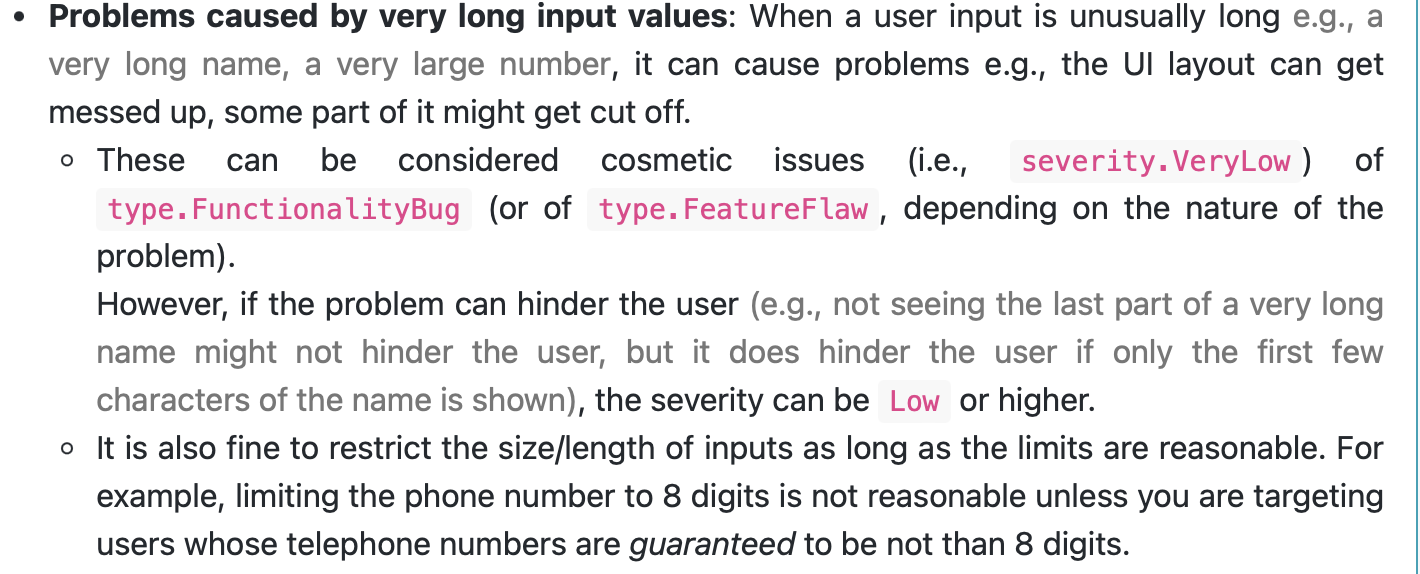 • Problems caused by very long input values: When a user input is unusually long e.g., a
very long name, a very large number, it can cause problems e.g., the UI layout can get
messed up, some part of it might get cut off.
○ These can be considered cosmetic issues (i.e., severity.VeryLow) of
type.FunctionalityBug (or of type.FeatureFlaw, depending on the nature of the
problem).
However, if the problem can hinder the user (e.g., not seeing the last part of a very long
name might not hinder the user, but it does hinder the user if only the first few
characters of the name is shown), the severity can be Low or higher.
○ It is also fine to restrict the size/length of inputs as long as the limits are reasonable. For
example, limiting the phone number to 8 digits is not reasonable unless you are targeting
users whose telephone numbers are guaranteed to be not than 8 digits.